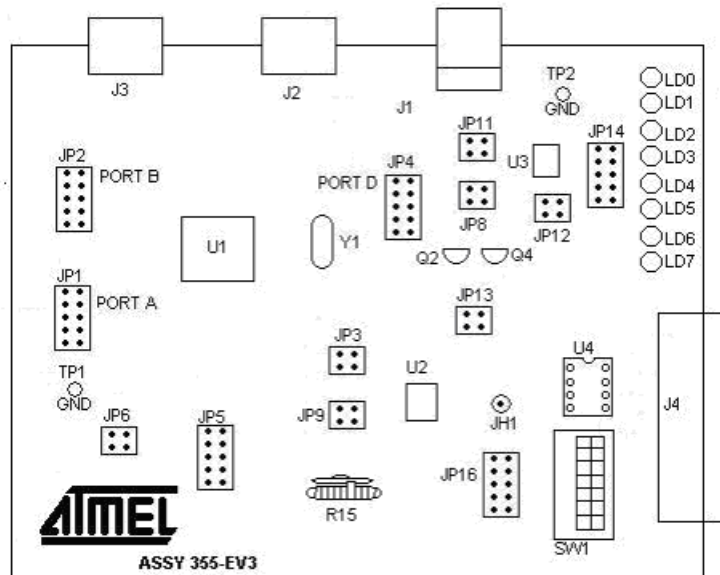 J3
J2
J1
TP2
GND
LD0
LD1
LD2
LD3
LD4
LD5
LD6
LD7
JP11
JP14
U3
JP2
PORT B
PORT D
JP4
JP8
JP12
U1
Y1
Q2
Q4
JP1
PORT A
JP13
JP3
U2
U4
J4
TP1
GND
JP6
JP5
JP9
JH1
JP16
R15
SW1
ATMEL
ASSY 355-EV3